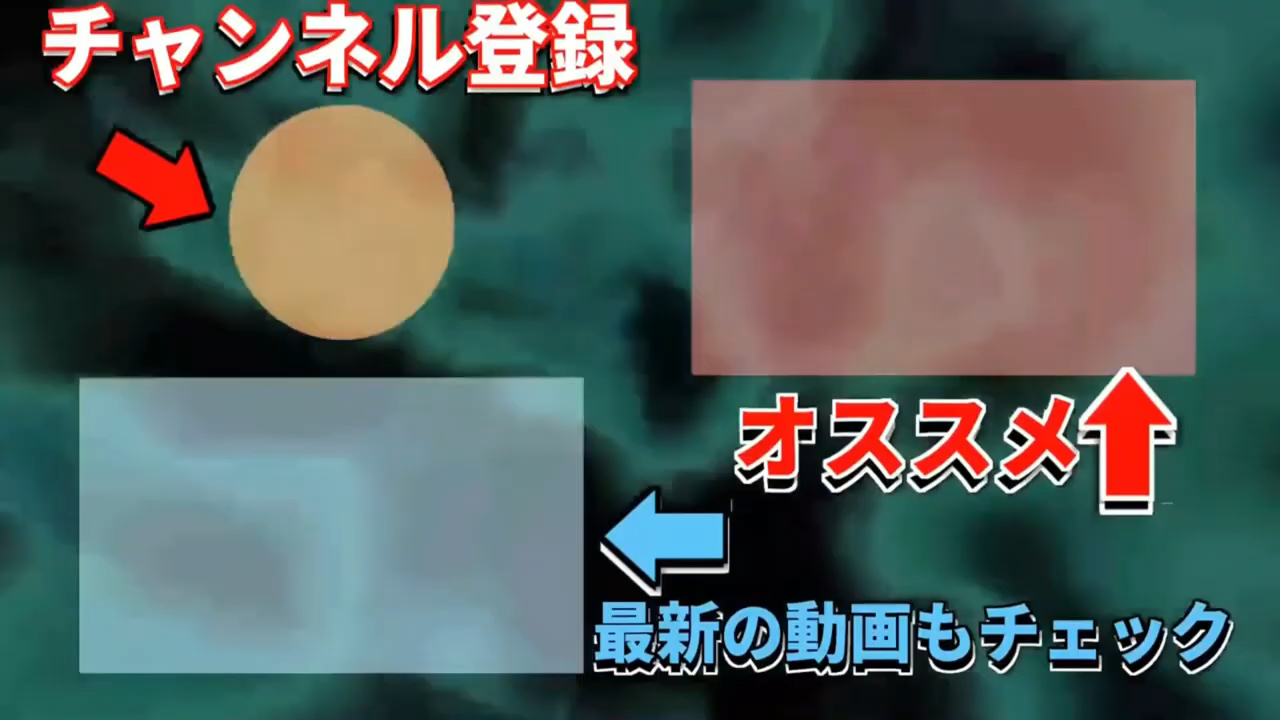 チャンネル登録
オススメ
最新の動画もチェック